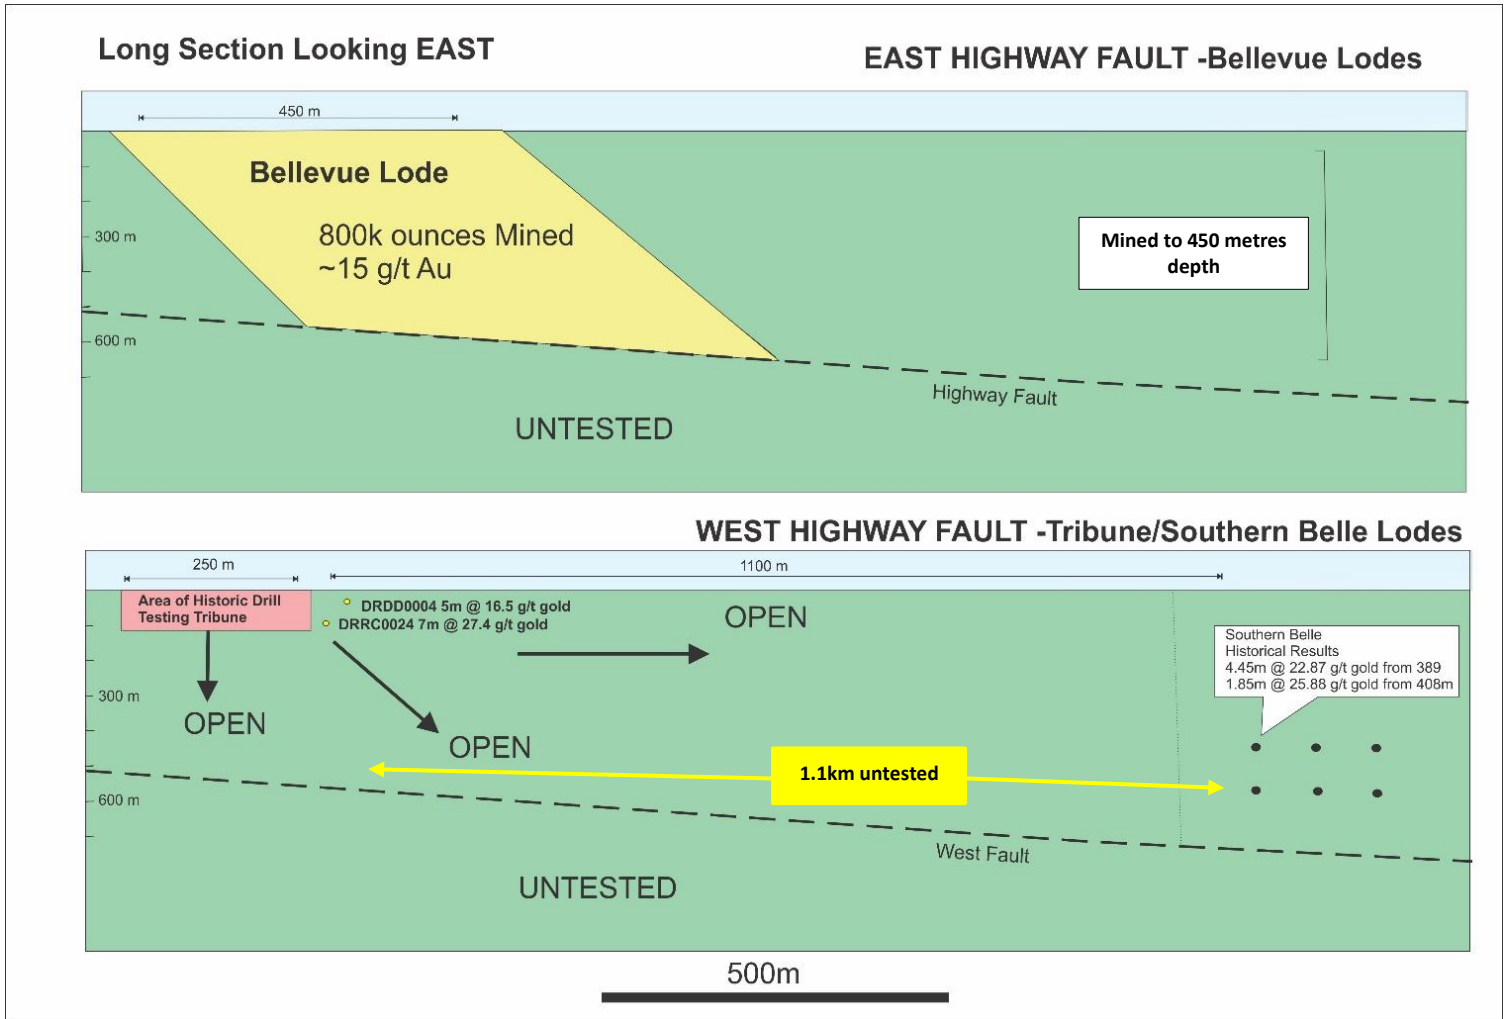 Long Section Looking EAST
EAST HIGHWAY FAULT -Bellevue Lodes
450 m
Bellevue Lode
800k ounces Mined
~15 g/t Au
300 m
600 m
Mined to 450 metres
depth
Highway Fault
UNTESTED
WEST HIGHWAY FAULT -Tribune/Southern Belle Lodes
250 m
1100 m
Area of Historic Drill
Testing Tribune
DRDD0004 5m @ 16.5 g/t gold
DRRC0024 7m @ 27.4 g/t gold
OPEN
Southern Belle
Historical Results
4.45m @ 22.87 g/t gold from 389
1.85m @ 25.88 g/t gold from 408m
300 m
OPEN
OPEN
1.1km untested
600 m
West Fault
UNTESTED
500m